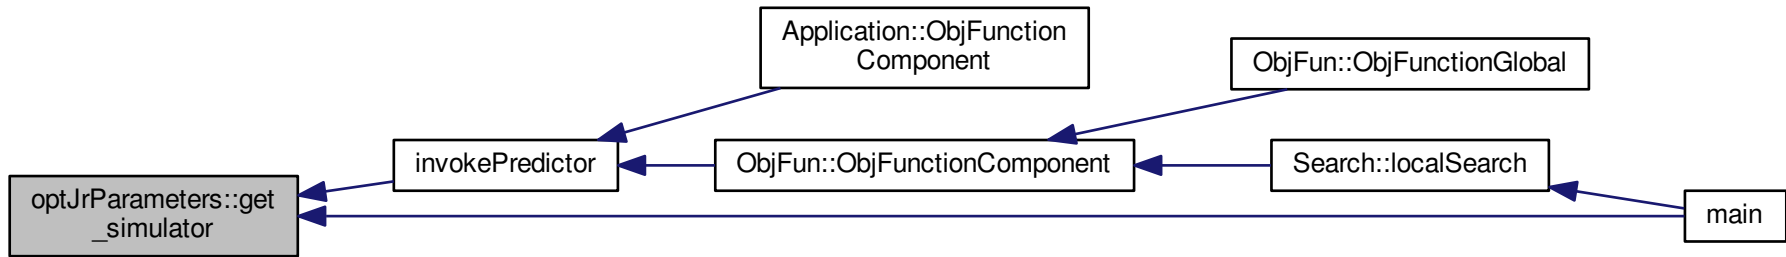 Application::ObjFunction
Component
ObjFun::ObjFunctionGlobal
invokePredictor
ObjFun::ObjFunctionComponent
Search::localSearch
optJrParameters::get
_simulator
main